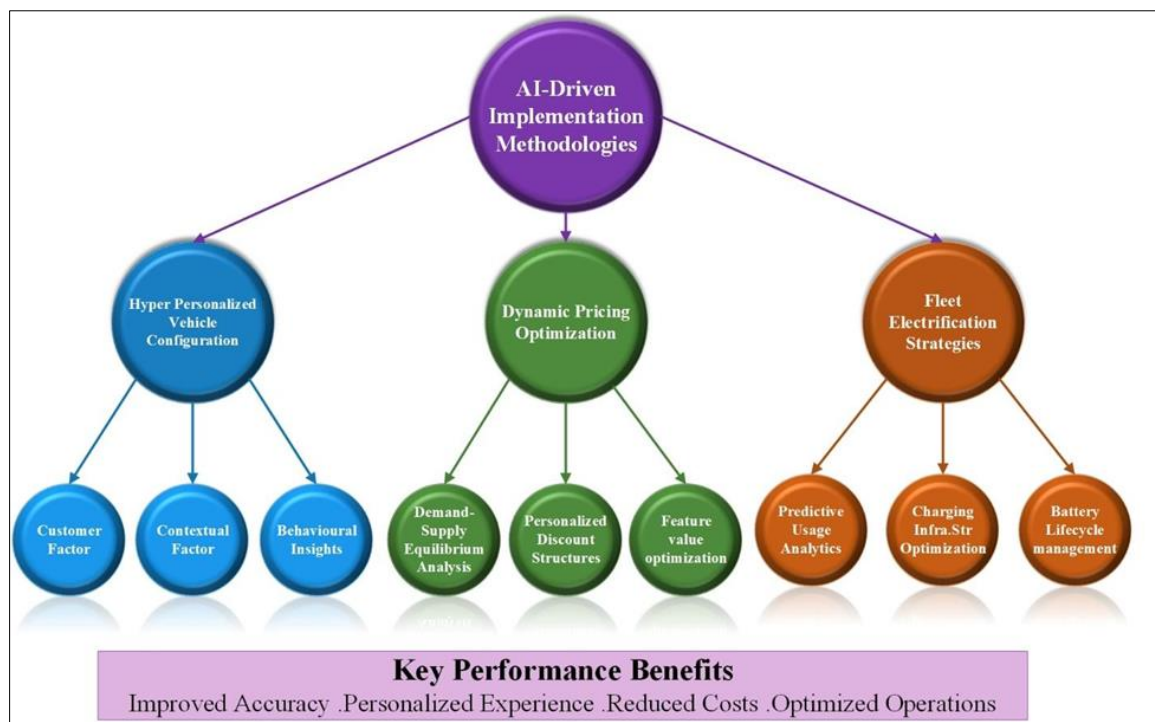 AI-Driven
Implementation
Methodologies
Hyper Personalized
Vehicle
Configuration
Dynamic Pricing
Optimization
Fleet
Electrification
Strategies
Customer
Factor
Contextual
Factor
Behavioural
Insights
Demand-
Supply
Equilibrium
Analysis
Personalized
Discount
Structures
Feature
value
optimization
Predictive
Usage
Analytics
Charging
Infra.Str
Optimization
Battery
Lifecycle
management
Key Performance Benefits
Improved Accuracy .Personalized Experience .Reduced Costs .Optimized Operations